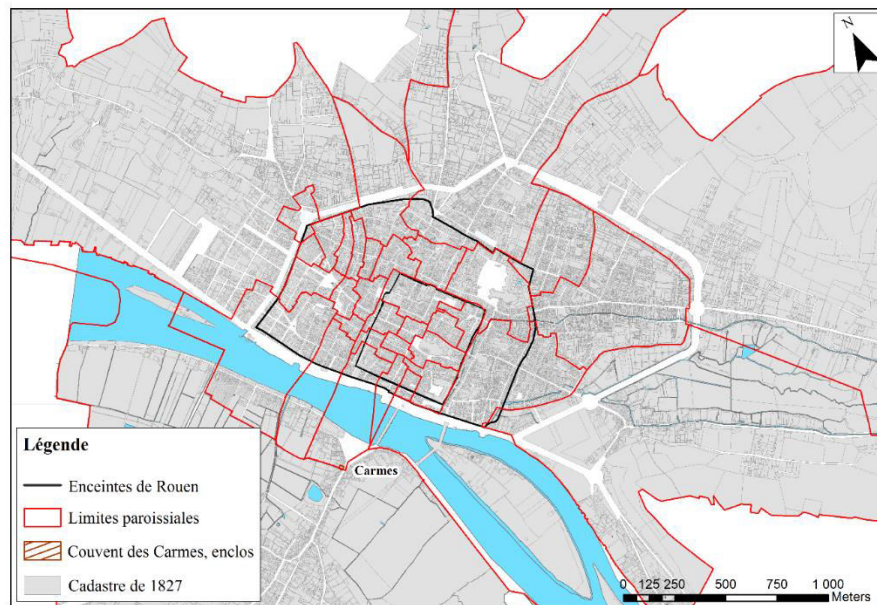 N
Carmes
Légende
Enceintes de Rouen
Limites paroissiales
Couvent des Carmes, enclos
Cadastre de 1827
0 125 250 500 750 1 000
Meters